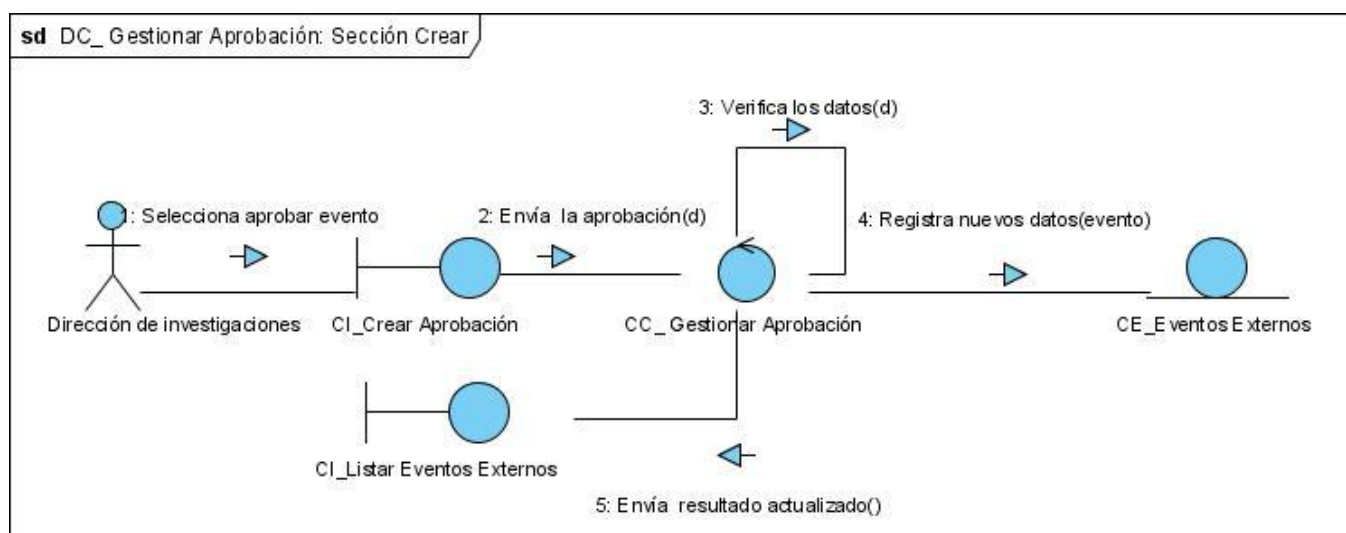 sd DC_ Gestionar Aprobación: Sección Crear
3: Verifica los datos(d)
1: Selecciona aprobar evento
2: Envía la aprobación(d)
4: Registra nuevos datos(evento)
Dirección de investigaciones
CI_Crear Aprobación
CC_ Gestionar Aprobación
CE_Eventos Externos
CI_Listar Eventos Externos
5: Envía resultado actualizado()